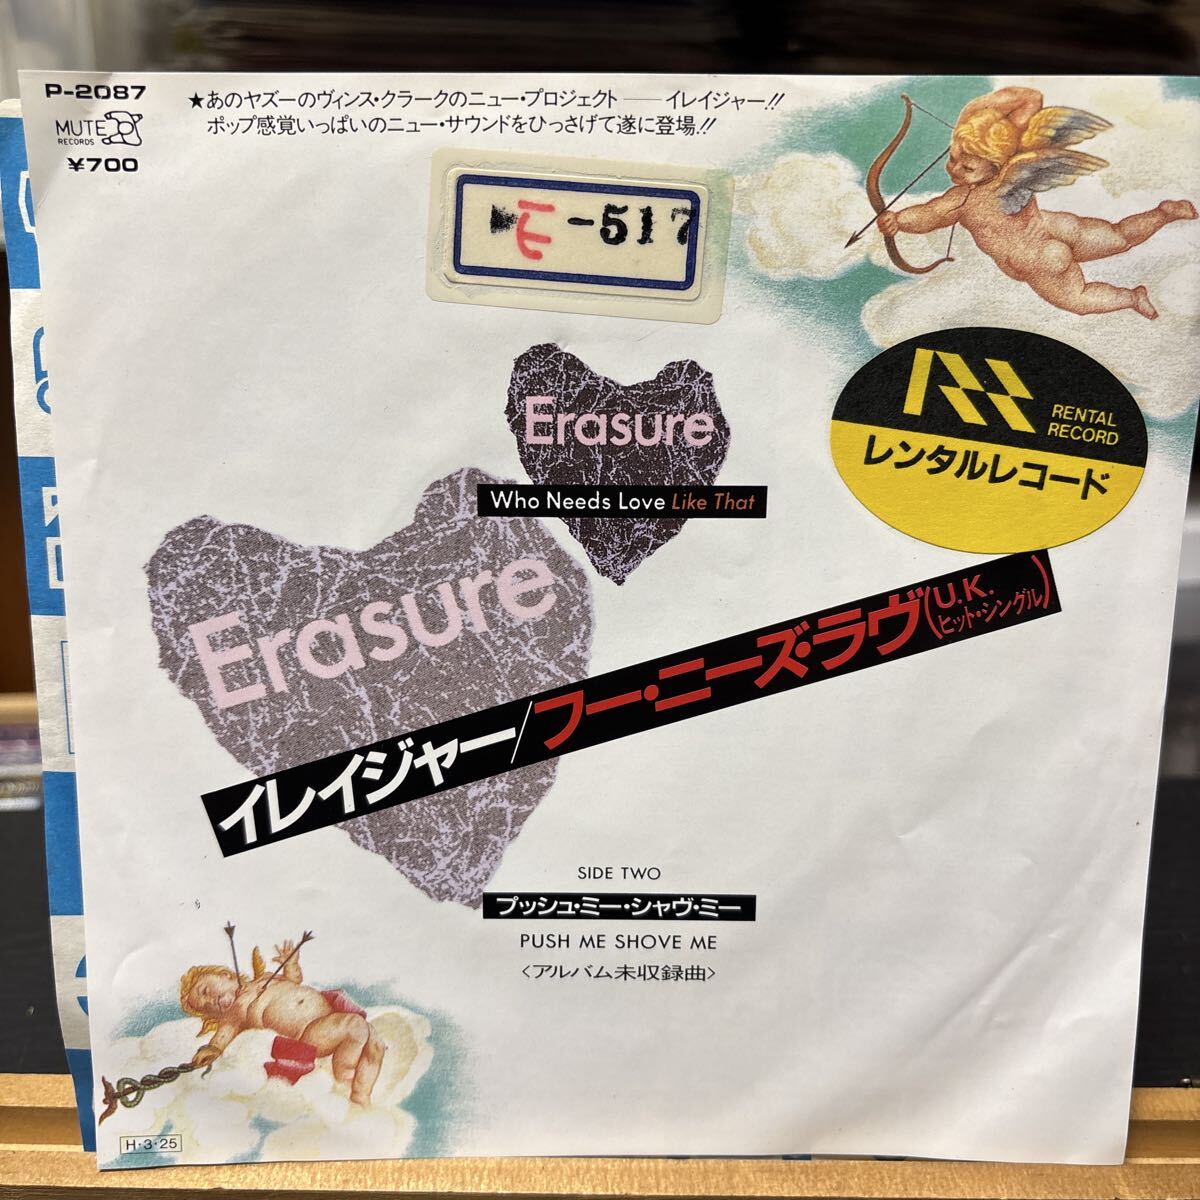 P-2087
MUTE
RECORDS
¥700
★あのヤズーのヴィンス・クラークのニュー・プロジェクト——イレイジャー!!
ポップ感覚いっぱいのニュー・サウンドをひっさげて遂に登場!!
モ-517
RENTAL
RECORD
レンタルレコード
Erasure
Who Needs Love Like That
Erasure
イレイジャー/フー・ニーズ・ラヴ(U.K.ヒット・シングル)
SIDE TWO
プッシュ・ミー・シャヴ・ミー
PUSH ME SHOVE ME
〈アルバム未収録曲〉
H・3・25